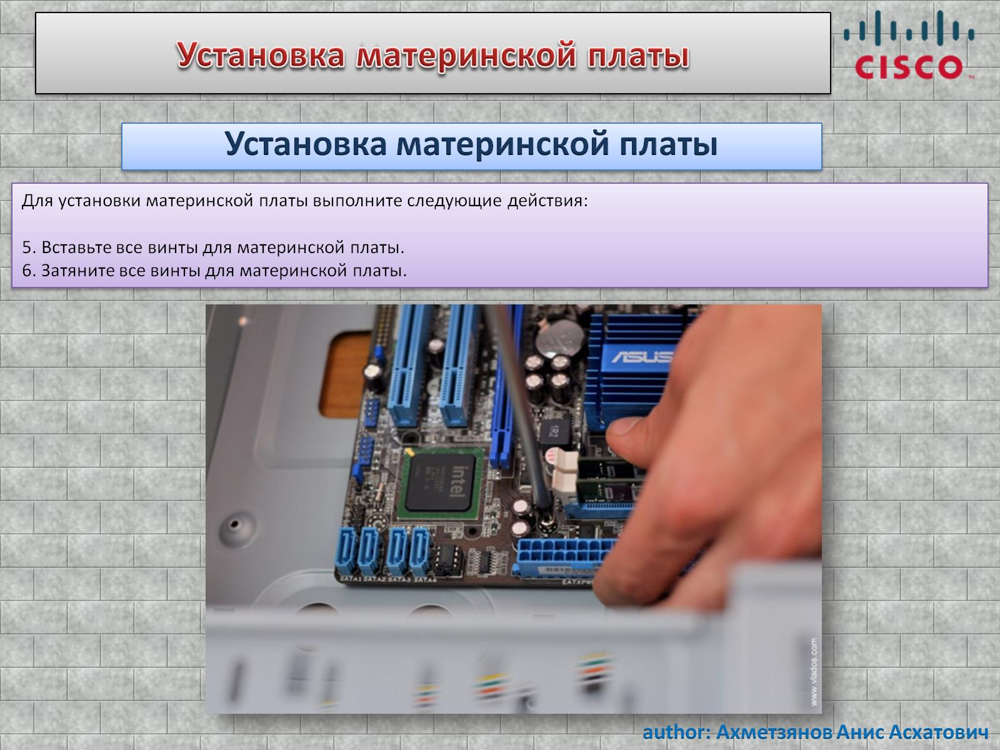 Установка материнской платы
CISCO
Установка материнской платы
Для установки материнской платы выполните следующие действия:
5. Вставьте все винты для материнской платы.
6. Затяните все винты для материнской платы.
ASUS
1R2
intel
SATA1 SATA2 SATA3 SATA4
www.vlados.com
author: Ахметзянов Анис Асхатович